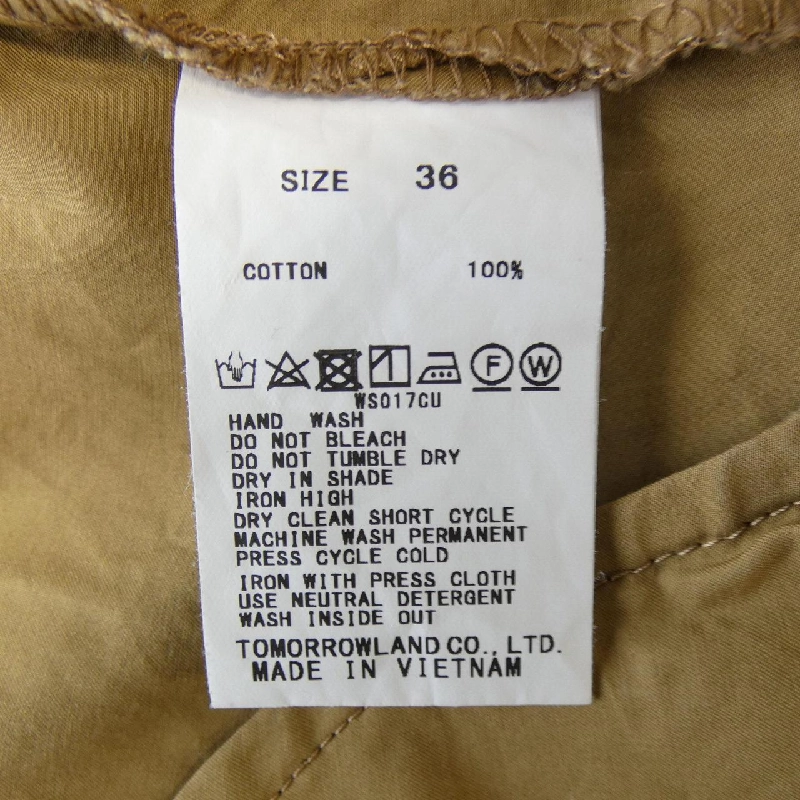 SIZE 36
COTTON 100%
F W
WS017CU
HAND WASH
DO NOT BLEACH
DO NOT TUMBLE DRY
DRY IN SHADE
IRON HIGH
DRY CLEAN SHORT CYCLE
MACHINE WASH PERMANENT
PRESS CYCLE COLD
IRON WITH PRESS CLOTH
USE NEUTRAL DETERGENT
WASH INSIDE OUT
TOMORROWLAND CO., LTD.
MADE IN VIETNAM